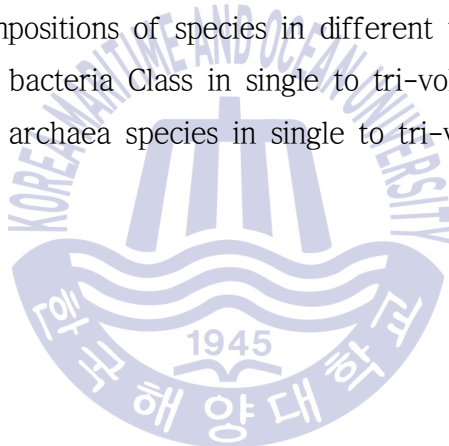 mpositions of species in different
bacteria Class in single to tri-vol
archaea species in single to tri-v
KOREA MARITIME AND OCEAN UNIVERSITY
1945
한국해양대학교